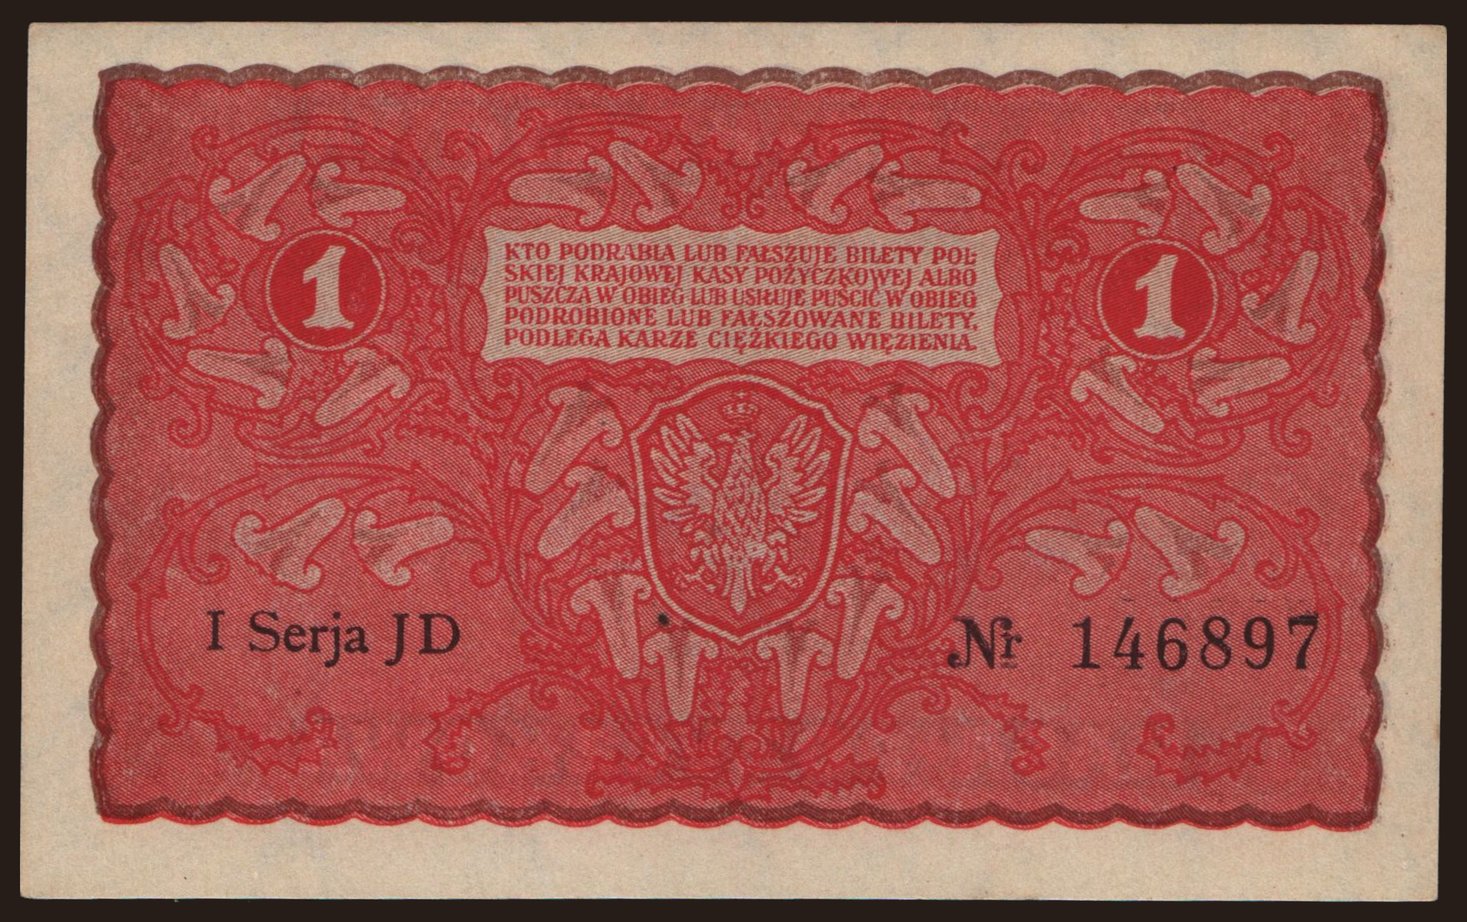 KTO PODRABIA LUB FAŁSZUJE BILETY POL-
SKIEJ KRAJOWEJ KASY POŻYCZKOWEJ ALBO
PUSZCZA W OBIEG LUB USIŁUJE PUŚCIĆ W OBIEG
PODROBIONE LUB FAŁSZOWANE BILETY,
PODLEGA KARZE CIĘŻKIEGO WIĘZIENIA.
1
1
I Serja JD
Nr 146897